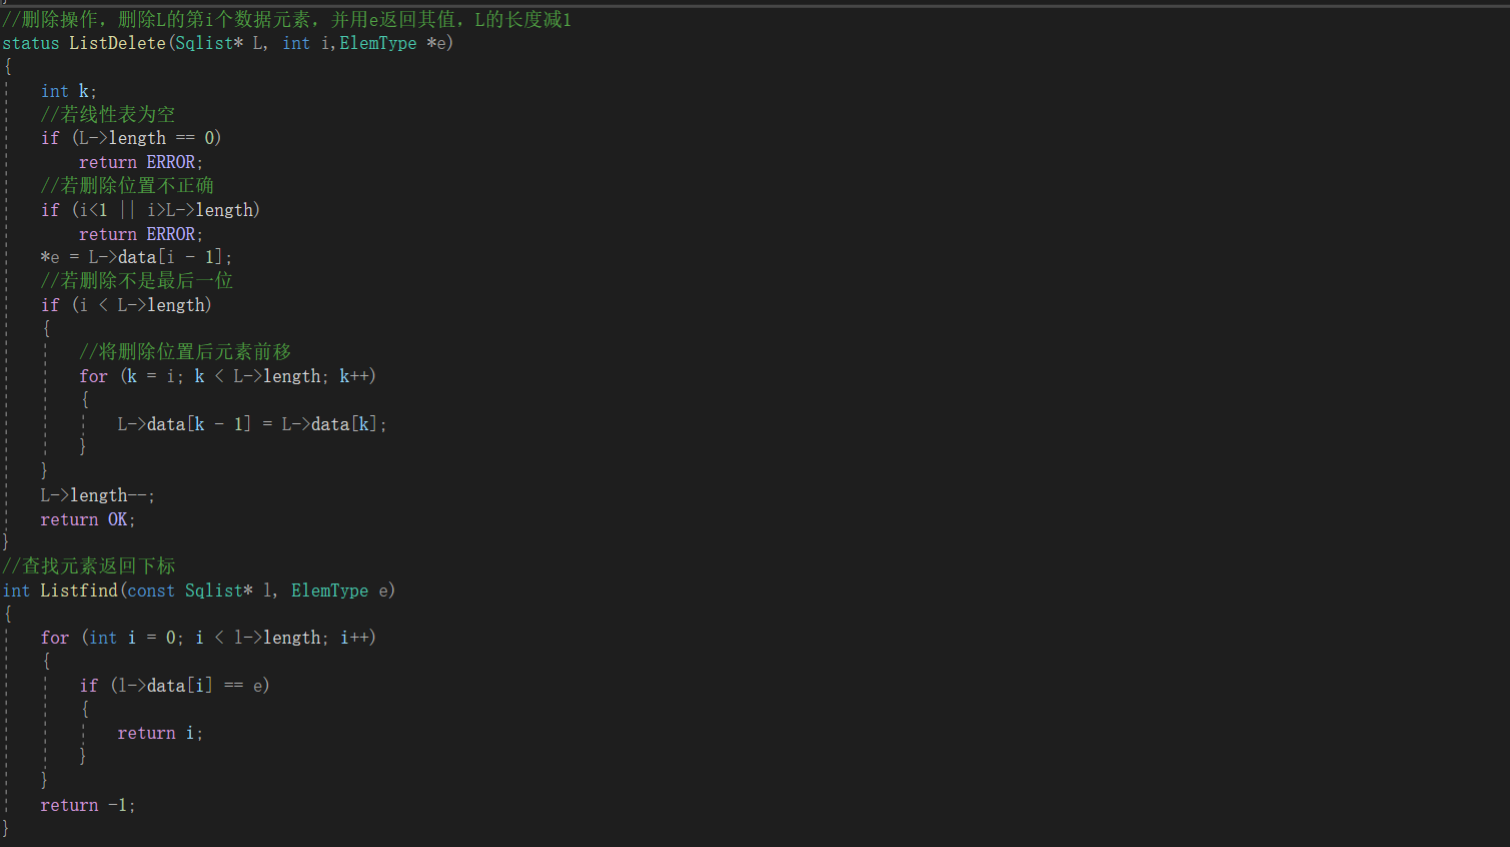 //删除操作，删除L的第i个数据元素，并用e返回其值，L的长度减1
status ListDelete(Sqlist* L, int i,ElemType *e)
{
    int k;
    //若线性表为空
    if (L->length == 0)
        return ERROR;
    //若删除位置不正确
    if (i<1 || i>L->length)
        return ERROR;
    *e = L->data[i - 1];
    //若删除不是最后一位
    if (i < L->length)
    {
        //将删除位置后元素前移
        for (k = i; k < L->length; k++)
        {
            L->data[k - 1] = L->data[k];
        }
    }
    L->length--;
    return OK;
}
//查找元素返回下标
int Listfind(const Sqlist* l, ElemType e)
{
    for (int i = 0; i < l->length; i++)
    {
        if (l->data[i] == e)
        {
            return i;
        }
    }
    return -1;
}